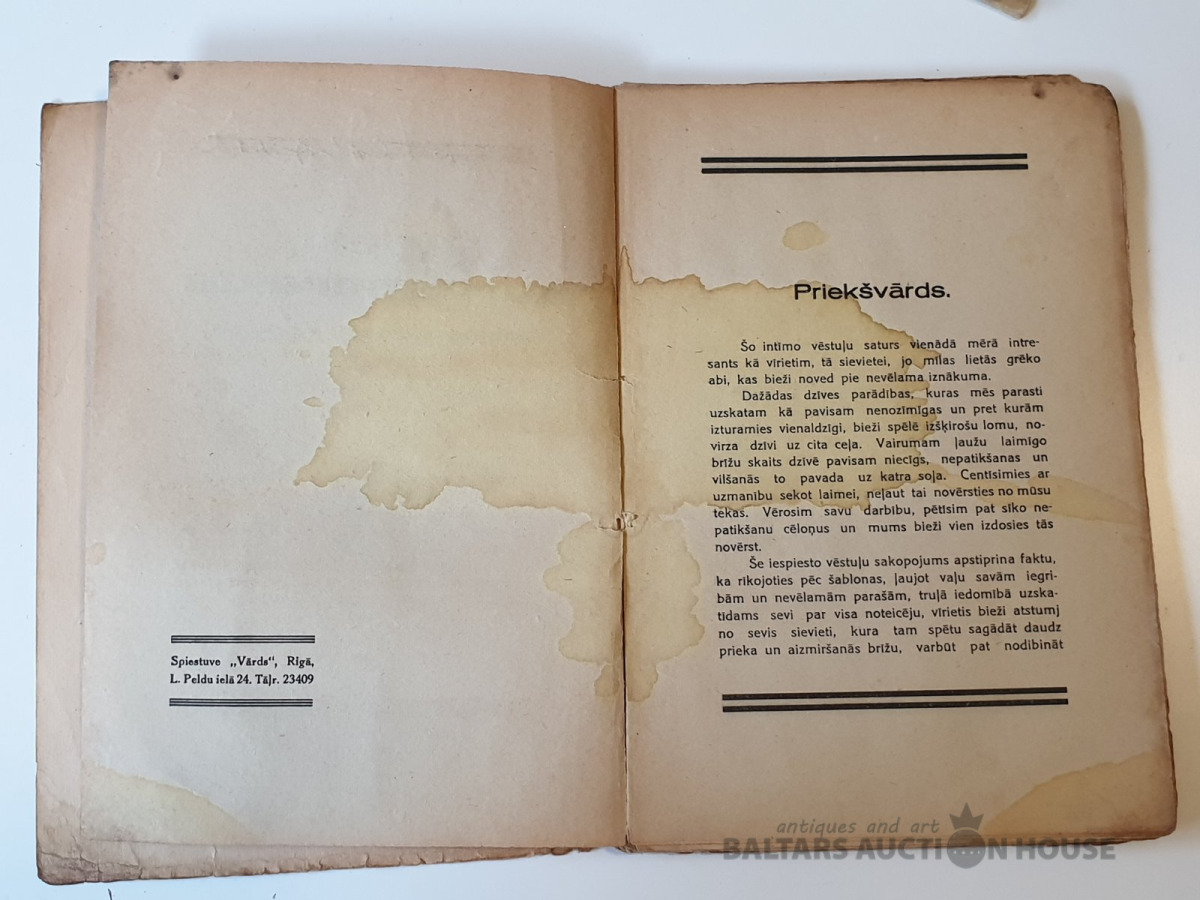 Spiestuve „Vārds“, Rīgā,
L. Peldu ielā 24. Tāļr. 23409
Priekšvārds.
Šo intīmo vēstuļu saturs vienādā mērā intre-
sants kā vīrietim, tā sievietei, jo mīlas lietās grēko
abi, kas bieži noved pie nevēlama iznākuma.
Dažādas dzīves parādības, kuras mēs parasti
uzskatam kā pavisam nenozīmīgas un pret kurām
izturamies vienaldzīgi, bieži spēlē izšķirošu lomu, no-
virza dzīvi uz cita ceļa. Vairumam ļaužu laimīgo
brīžu skaits dzīvē pavisam niecīgs, nepatikšanas un
vilšanās to pavada uz katra soļa. Centīsimies ar
uzmanību sekot laimei, neļaut tai novērsties no mūsu
tekas. Vērosim savu darbību, pētīsim pat sīko ne-
patikšanu cēloņus un mums bieži vien izdosies tās
novērst.
Še iespiesto vēstuļu sakopojums apstiprina faktu,
ka rīkojoties pēc šablonas, ļaujot vaļu savām iegri-
bām un nevēlamām parašām, truļā iedomībā uzska-
tīdams sevi par visa noteicēju, vīrietis bieži atstumj
no sevis sievieti, kura tam spētu sagādāt daudz
prieka un aizmiršanās brīžu, varbūt pat nodibināt
antiques and art
BALTARS AUCTION HOUSE